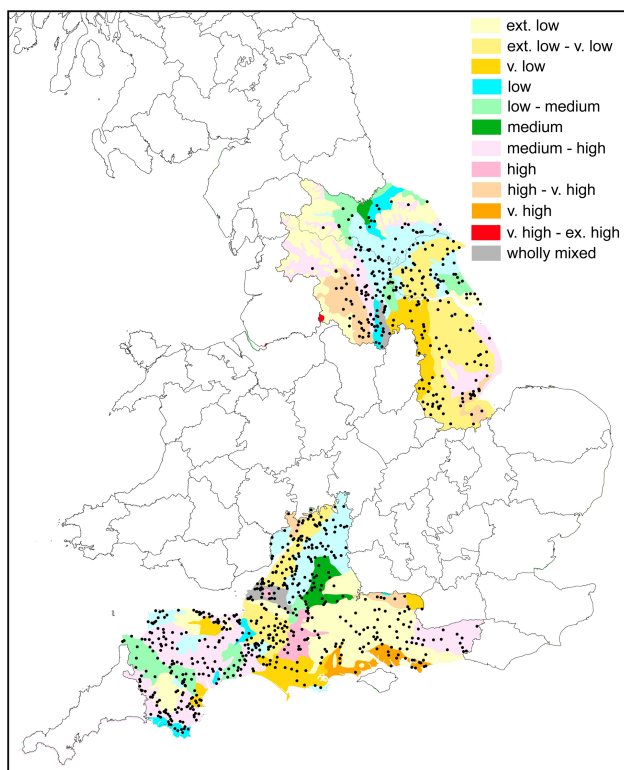 ext. low
ext. low - v. low
v. low
low
low - medium
medium
medium - high
high
high - v. high
v. high
v. high - ex. high
wholly mixed